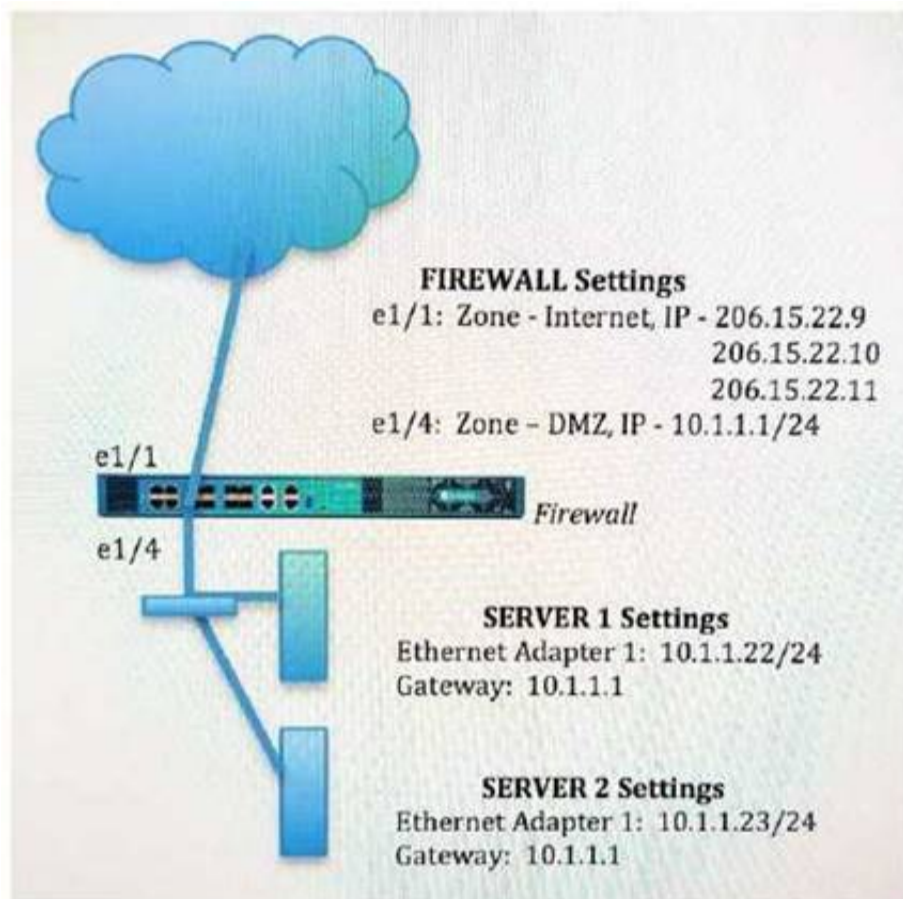 FIREWALL Settings
e1/1: Zone - Internet, IP - 206.15.22.9
206.15.22.10
206.15.22.11
e1/4: Zone – DMZ, IP - 10.1.1.1/24
e1/1
Firewall
e1/4
SERVER 1 Settings
Ethernet Adapter 1: 10.1.1.22/24
Gateway: 10.1.1.1
SERVER 2 Settings
Ethernet Adapter 1: 10.1.1.23/24
Gateway: 10.1.1.1